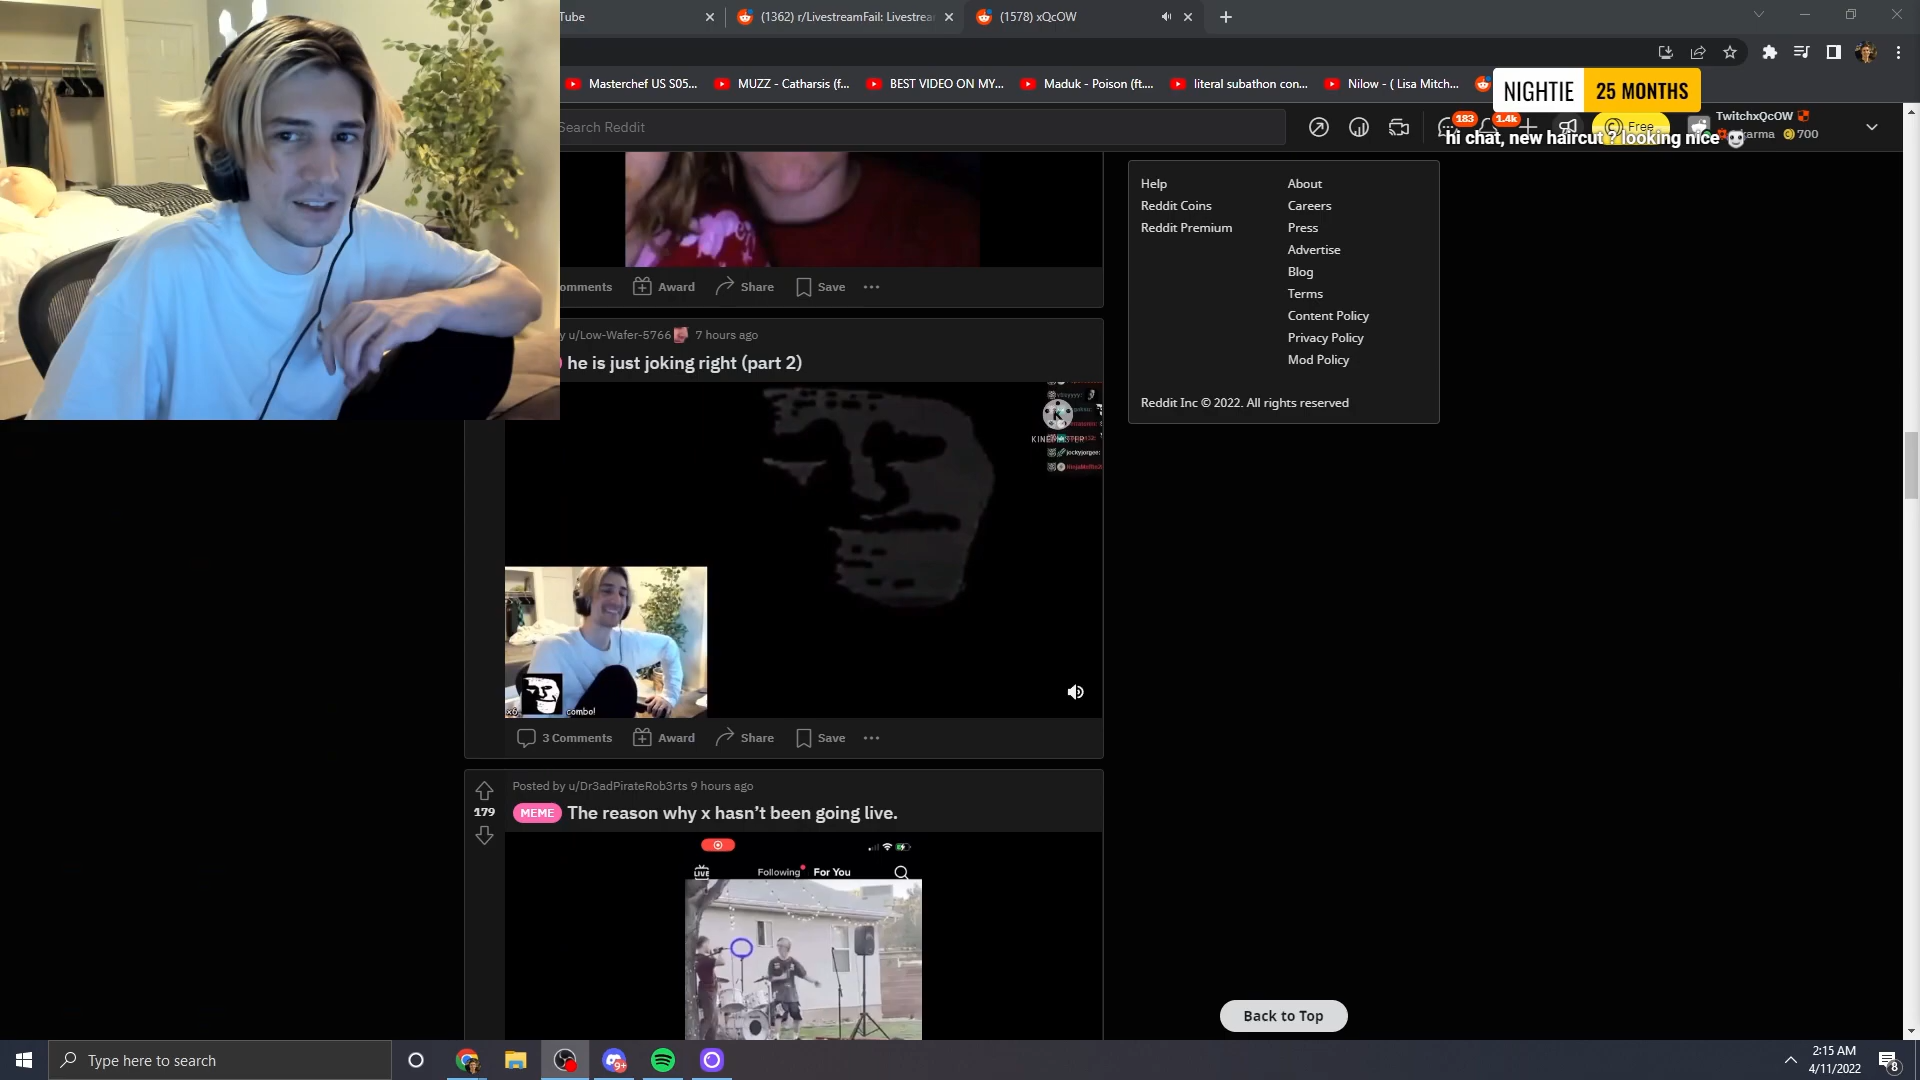 Tube
(1362) r/LivestreamFail: Livestrea
(1578) xQcOW
Masterchef US S05...
MUZZ - Catharsis (f...
BEST VIDEO ON MY...
Maduk - Poison (ft....
literal subathon con...
Nilow - ( Lisa Mitch...
NIGHTIE 25 MONTHS
hi chat, new haircut ? looking nice
Search Reddit
183
1.4k
Free
TwitchxQcOW
karma 700
Help
About
Reddit Coins
Careers
Reddit Premium
Press
Advertise
Blog
Terms
Content Policy
Privacy Policy
Mod Policy
Reddit Inc © 2022. All rights reserved
omments Award Share Save
y u/Low-Wafer-5766 7 hours ago
he is just joking right (part 2)
K
jockyjorgee:
combo!
3 Comments Award Share Save
Posted by u/Dr3adPirateRob3rts 9 hours ago
179
MEME The reason why x hasn’t been going live.
LIVE
Following For You
Back to Top
Type here to search
9+
2:15 AM
4/11/2022
8